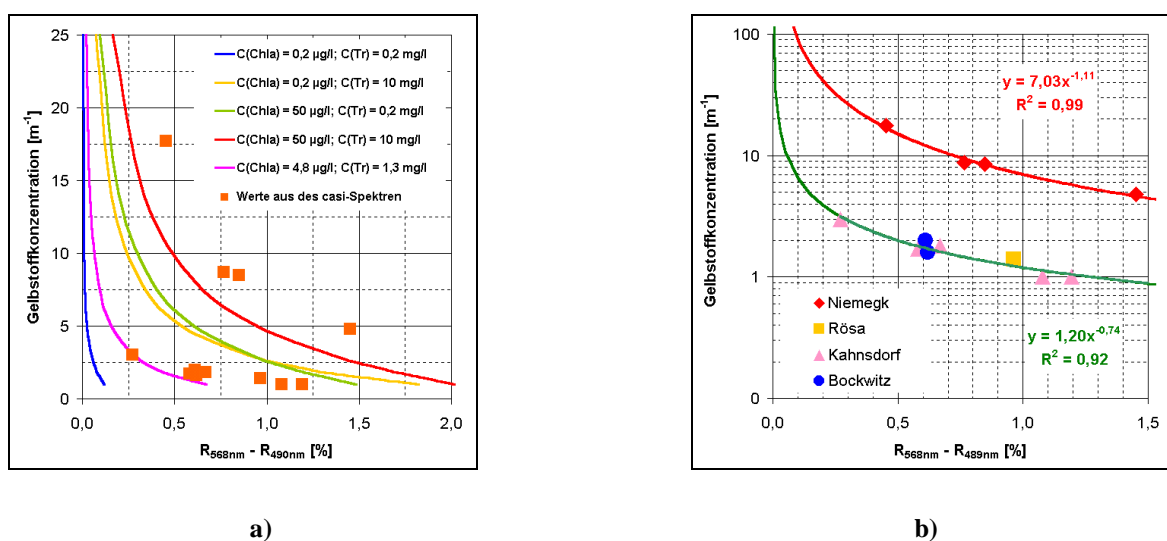 25
20
15
10
5
0
Gelbstoffkonzentration [m⁻¹]
C(Chla) = 0,2 µg/l; C(Tr) = 0,2 mg/l
C(Chla) = 0,2 µg/l; C(Tr) = 10 mg/l
C(Chla) = 50 µg/l; C(Tr) = 0,2 mg/l
C(Chla) = 50 µg/l; C(Tr) = 10 mg/l
C(Chla) = 4,8 µg/l; C(Tr) = 1,3 mg/l
Werte aus des casi-Spektren
0,0 0,5 1,0 1,5 2,0
R₅₆₈ₙₘ - R₄₉₀ₙₘ [%]
a)
100
10
1
0
Gelbstoffkonzentration [m⁻¹]
y = 7,03x⁻¹,¹¹
R² = 0,99
Niemegk
Rösa
Kahnsdorf
Bockwitz
y = 1,20x⁻⁰,⁷⁴
R² = 0,92
0,0 0,5 1,0 1,5
R₅₆₈ₙₘ - R₄₈₉ₙₘ [%]
b)